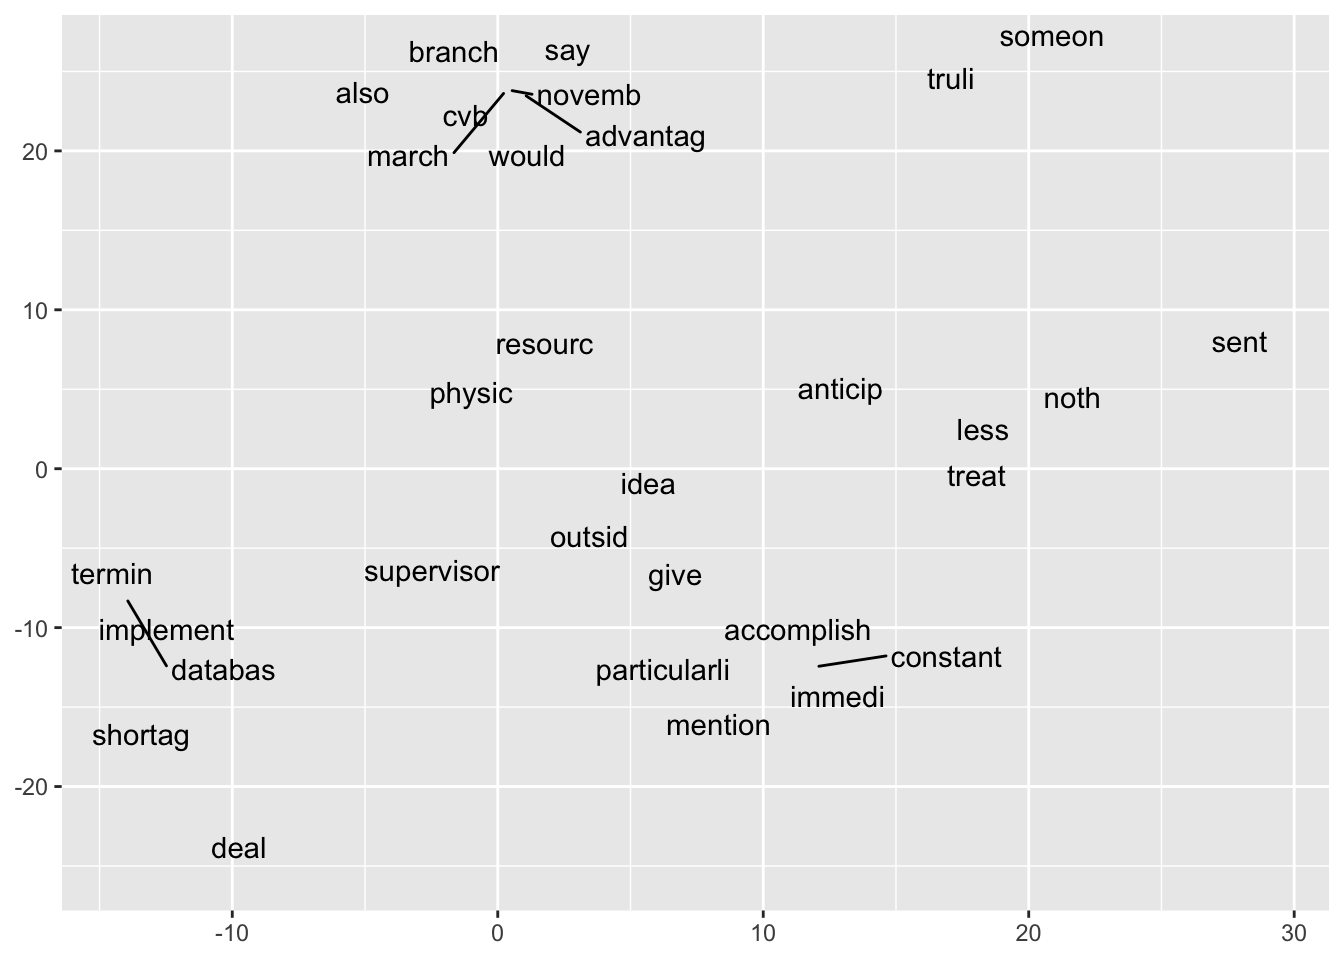 someon
branch
say
truli
also
novemb
cvb
advantag
march
would
20
10
resourc
sent
physic
anticip
noth
less
0
treat
idea
outsid
supervisor
termin
give
-10
implement
accomplish
constant
databas
particularli
immedi
mention
shortag
-20
deal
-10 0 10 20 30